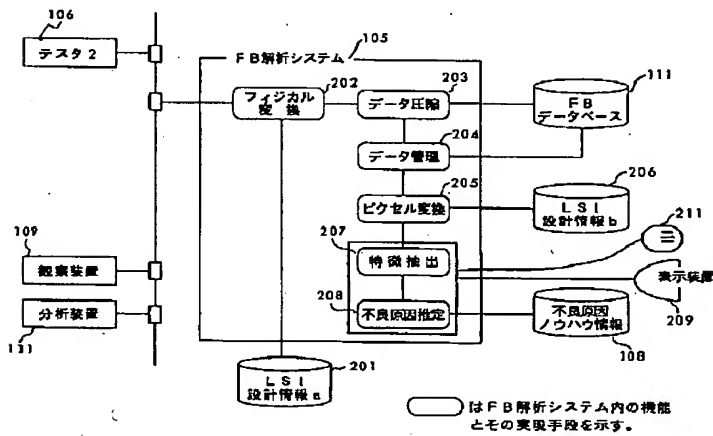 106
テスタ2
105
FB解析システム
202
フィジカル
変換
203
データ圧縮
111
FB
データベース
204
データ管理
205
ピクセル変換
206
LSI
設計情報b
207
特徴抽出
211
表示装置
209
208
不良原因推定
不良原因
ノウハウ情報
108
109
観察装置
分析装置
131
201
LSI
設計情報a
はFB解析システム内の機能
とその実現手段を示す。